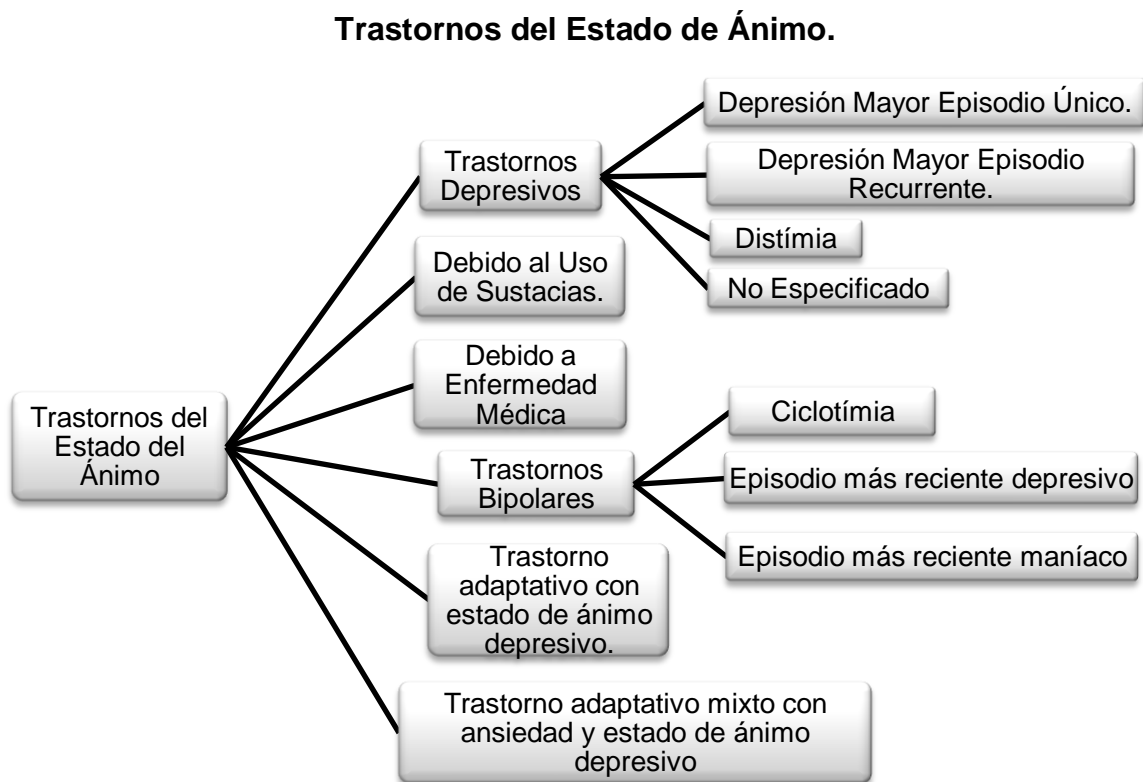 Trastornos del Estado de Ánimo.
Trastornos del
Estado del
Ánimo
Trastornos
Depresivos
Depresión Mayor Episodio Único.
Depresión Mayor Episodio
Recurrente.
Distímia
No Especificado
Debido al Uso
de Sustacias.
Debido a
Enfermedad
Médica
Trastornos
Bipolares
Ciclotímia
Episodio más reciente depresivo
Episodio más reciente maníaco
Trastorno
adaptativo con
estado de ánimo
depresivo.
Trastorno adaptativo mixto con
ansiedad y estado de ánimo
depresivo